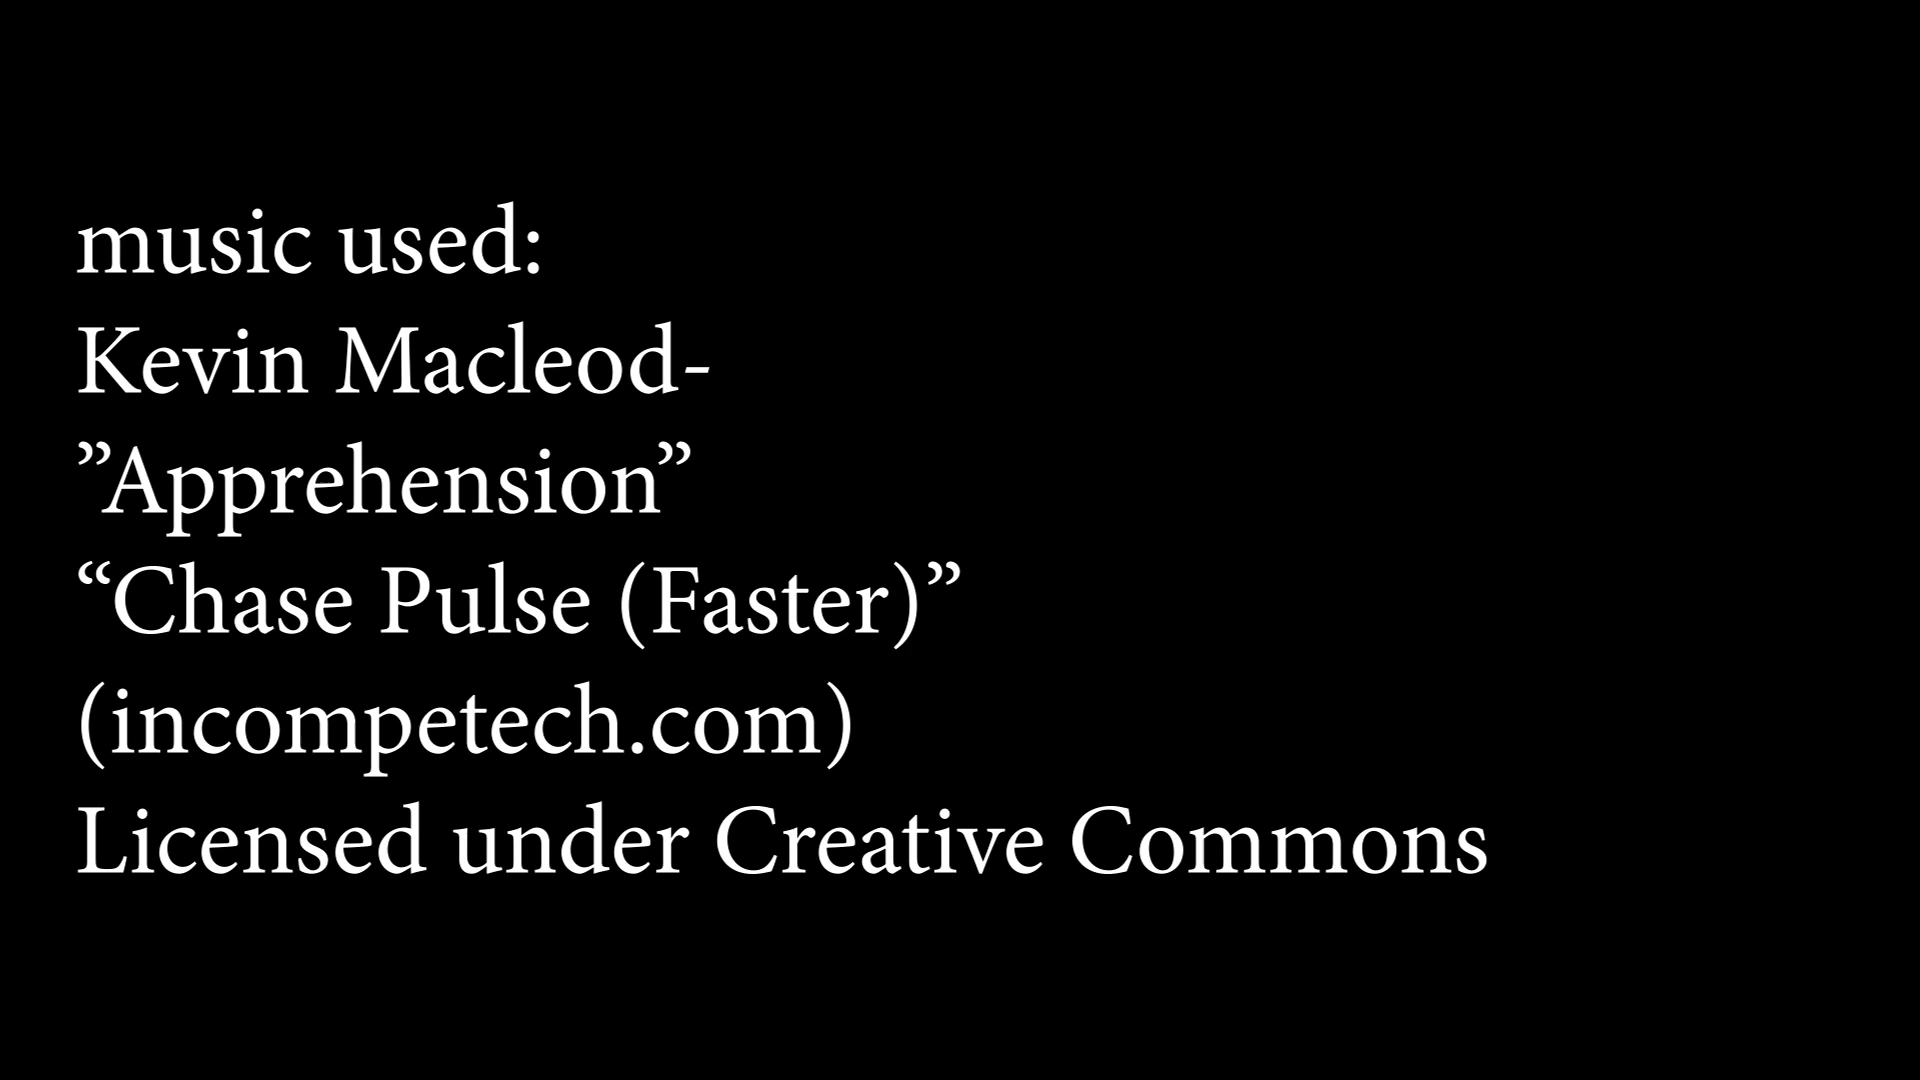 music used:
Kevin Macleod-
”Apprehension”
“Chase Pulse (Faster)”
(incompetech.com)
Licensed under Creative Commons